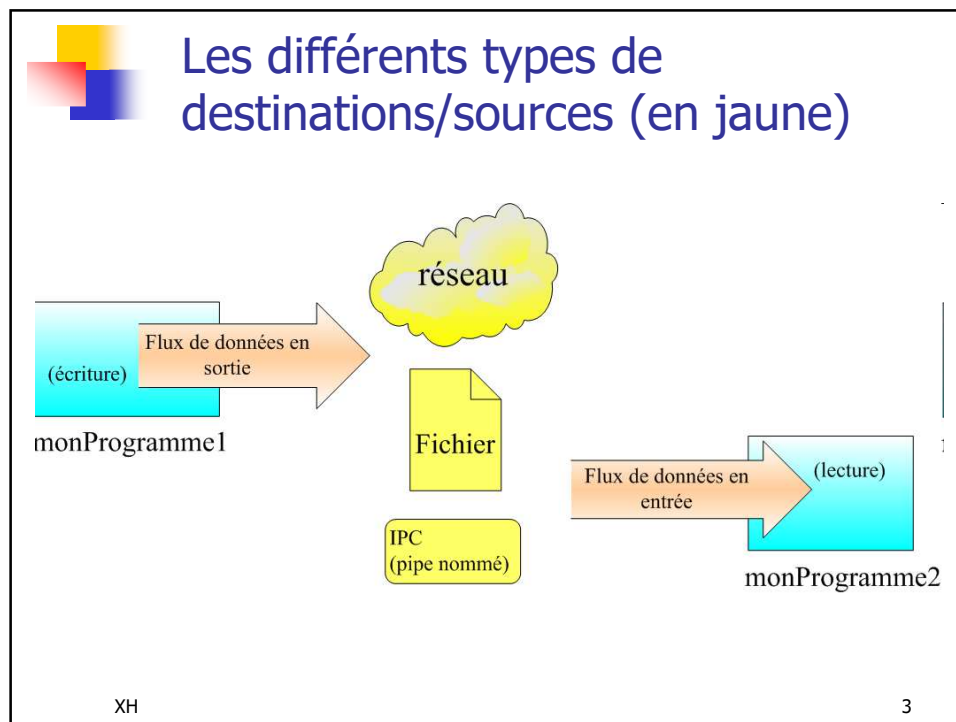 Les différents types de
destinations/sources (en jaune)
réseau
Flux de données en
sortie
(écriture)
monProgramme1
Fichier
Flux de données en
entrée
(lecture)
IPC
(pipe nommé)
monProgramme2
XH
3